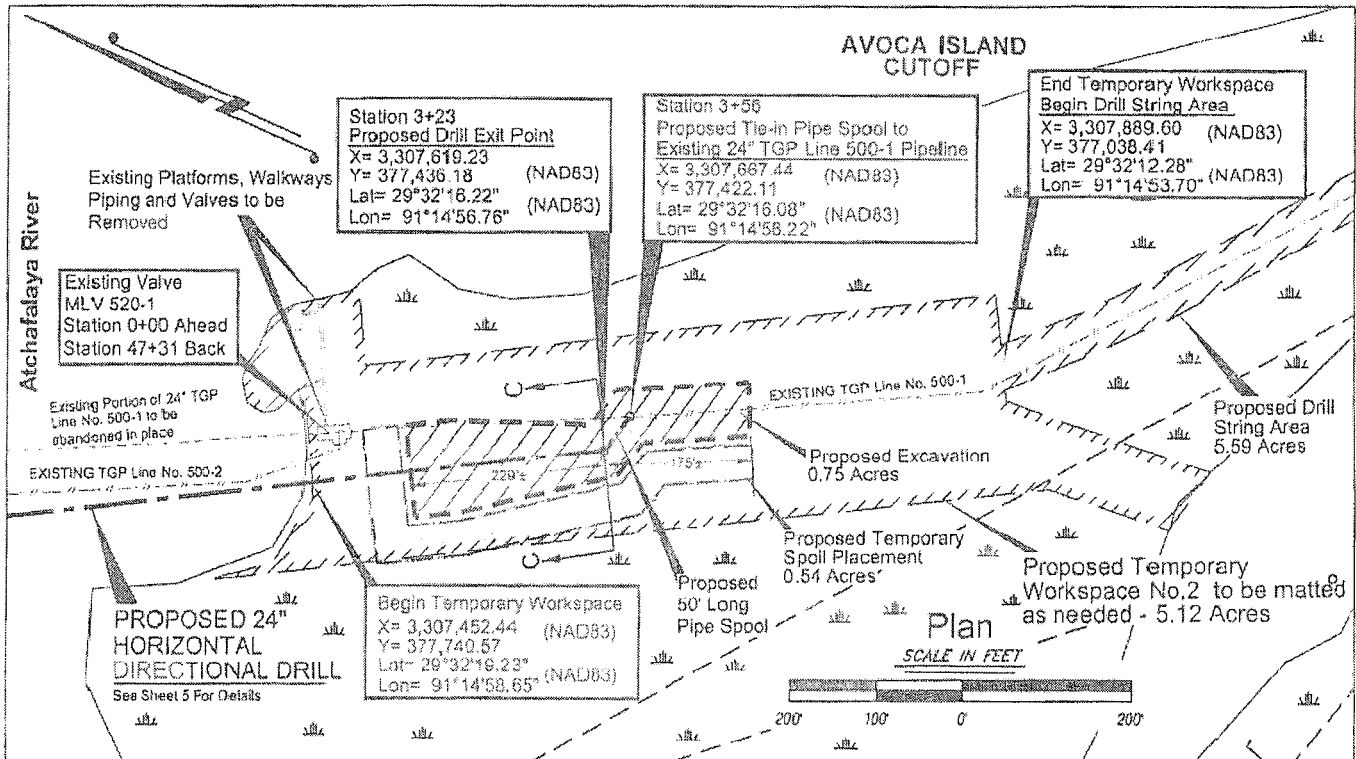 AVOCA ISLAND
CUTOFF
Atchafalaya River
Existing Platforms, Walkways
Piping and Valves to be
Removed
Station 3+23
Proposed Drill Exit Point
X= 3,307,619.23 (NAD83)
Y= 377,436.18
Lat= 29°32'16.22" (NAD83)
Lon= 91°14'56.76"
Station 3+56
Proposed Tie-in Pipe Spool to
Existing 24" TGP Line 500-1 Pipeline
X= 3,307,667.44 (NAD83)
Y= 377,422.11
Lat= 29°32'16.08" (NAD83)
Lon= 91°14'56.22"
End Temporary Workspace
Begin Drill String Area
X= 3,307,889.60 (NAD83)
Y= 377,038.41
Lat= 29°32'12.28" (NAD83)
Lon= 91°14'53.70"
Existing Valve
MLV 520-1
Station 0+00 Ahead
Station 47+31 Back
Existing Portion of 24" TGP
Line No. 500-1 to be
abandoned in place
EXISTING TGP Line No. 500-2
EXISTING TGP Line No. 500-1
C
C
229'±
175'±
Proposed Excavation
0.75 Acres
Proposed Drill
String Area
5.59 Acres
Proposed Temporary
Spoil Placement
0.54 Acres
Proposed
50' Long
Pipe Spool
Proposed Temporary
Workspace No.2 to be matted
as needed - 5.12 Acres
PROPOSED 24"
HORIZONTAL
DIRECTIONAL DRILL
See Sheet 5 For Details
Begin Temporary Workspace
X= 3,307,452.44 (NAD83)
Y= 377,740.57
Lat= 29°32'19.23" (NAD83)
Lon= 91°14'58.65"
Plan
SCALE IN FEET
200' 100' 0' 200'